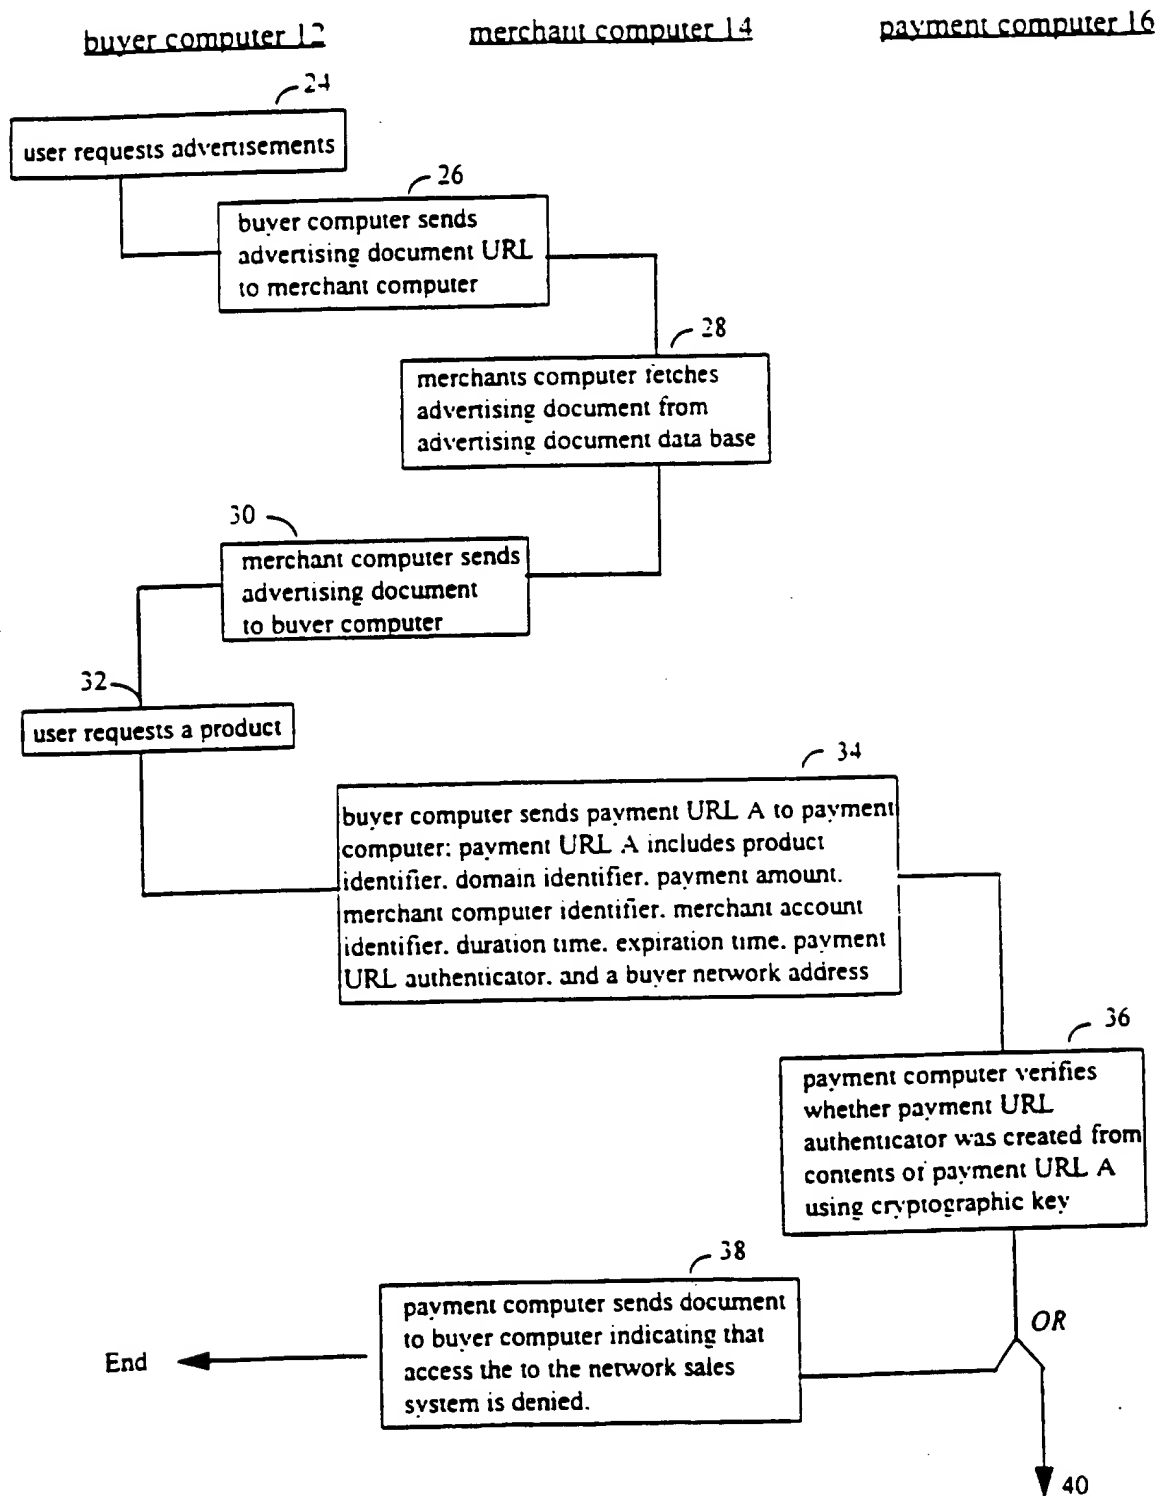 buyer computer 12
merchant computer 14
payment computer 16
24
user requests advertisements
26
buyer computer sends
advertising document URL
to merchant computer
28
merchants computer fetches
advertising document from
advertising document data base
30
merchant computer sends
advertising document
to buyer computer
32
user requests a product
34
buyer computer sends payment URL A to payment
computer; payment URL A includes product
identifier, domain identifier, payment amount,
merchant computer identifier, merchant account
identifier, duration time, expiration time, payment
URL authenticator, and a buyer network address
36
payment computer verifies
whether payment URL
authenticator was created from
contents of payment URL A
using cryptographic key
38
payment computer sends document
to buyer computer indicating that
access the to the network sales
system is denied.
End
OR
40